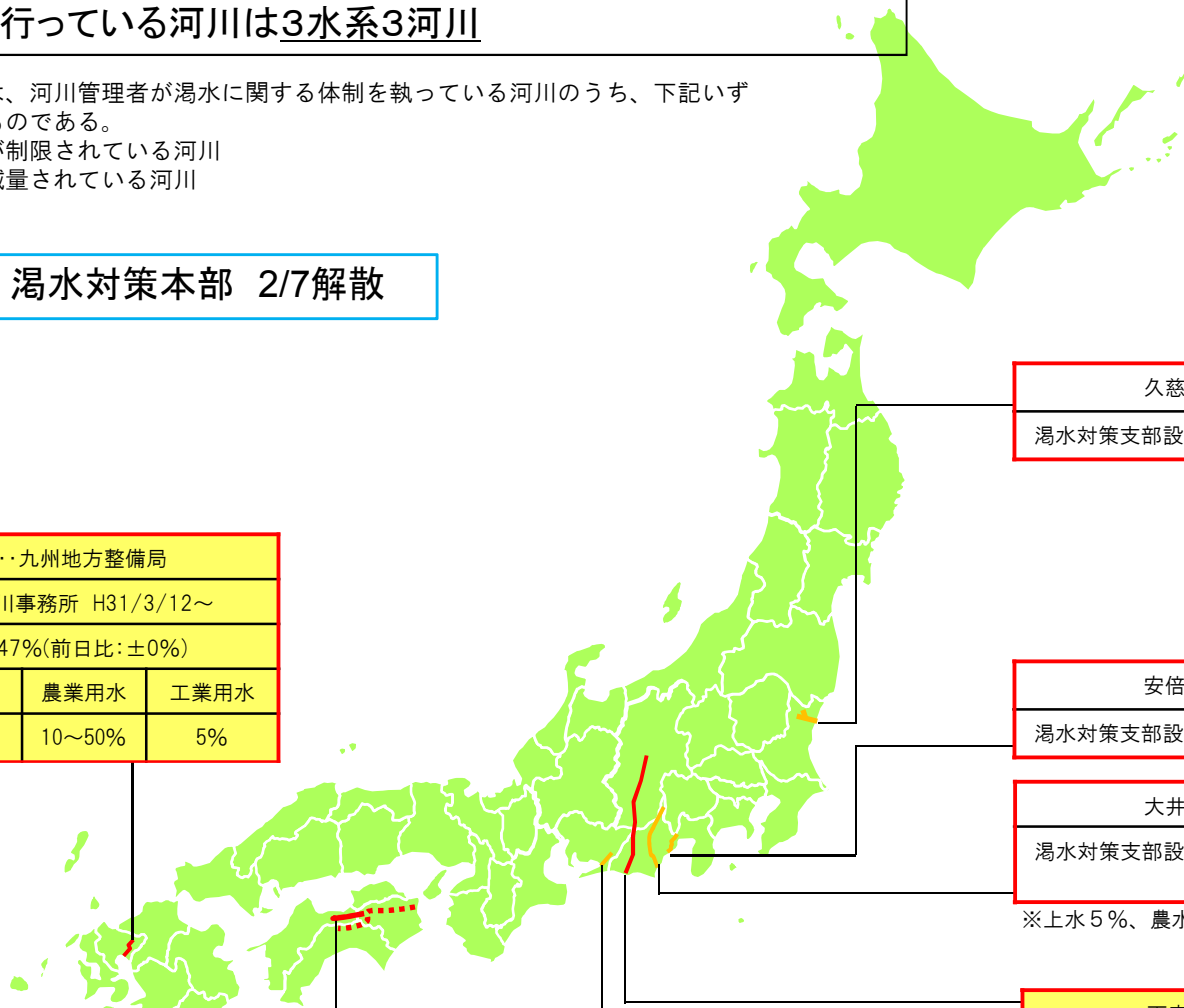 行っている河川は3水系3河川
は、河川管理者が渇水に関する体制を執っている河川のうち、下記いず
ものである。
が制限されている河川
減量されている河川
渇水対策本部 2/7解散
久慈
渇水対策支部設
‥九州地方整備局
川事務所 H31/3/12～
47%(前日比:±0%)
農業用水 工業用水
10～50% 5%
安倍
渇水対策支部設
大井
渇水対策支部設
※上水５％、農水